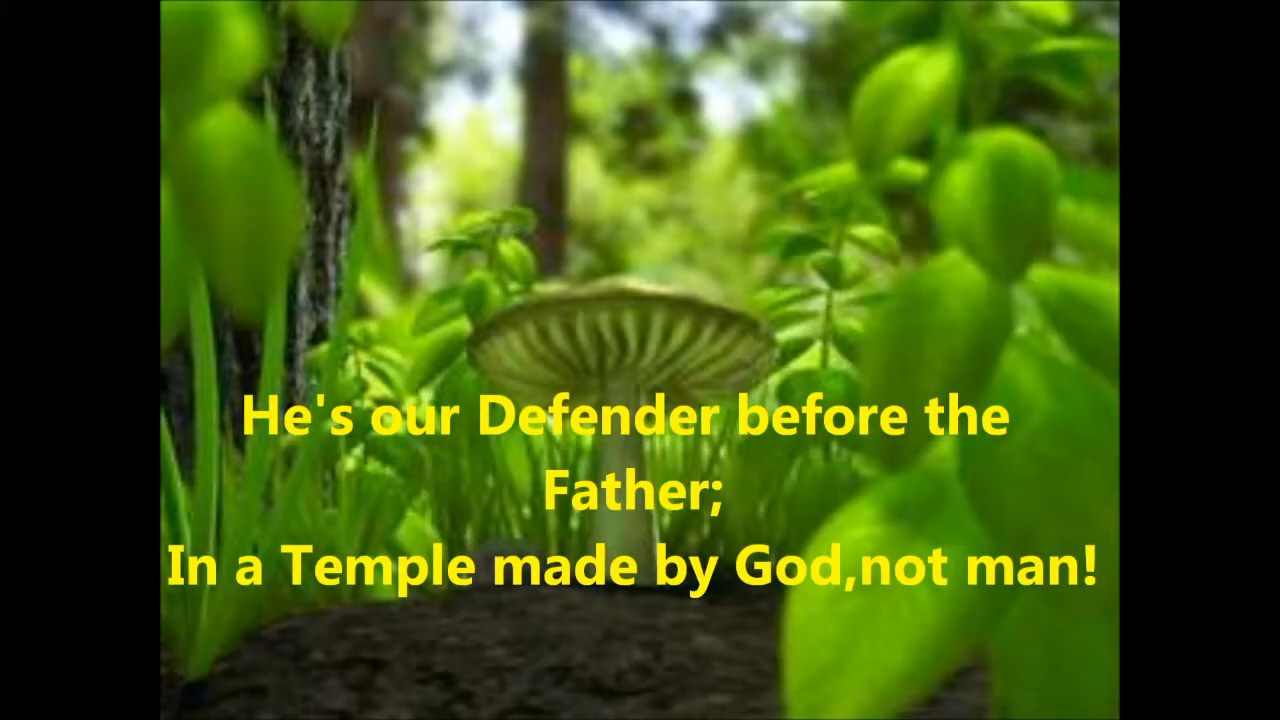 He's our Defender before the
Father;
In a Temple made by God,not man!